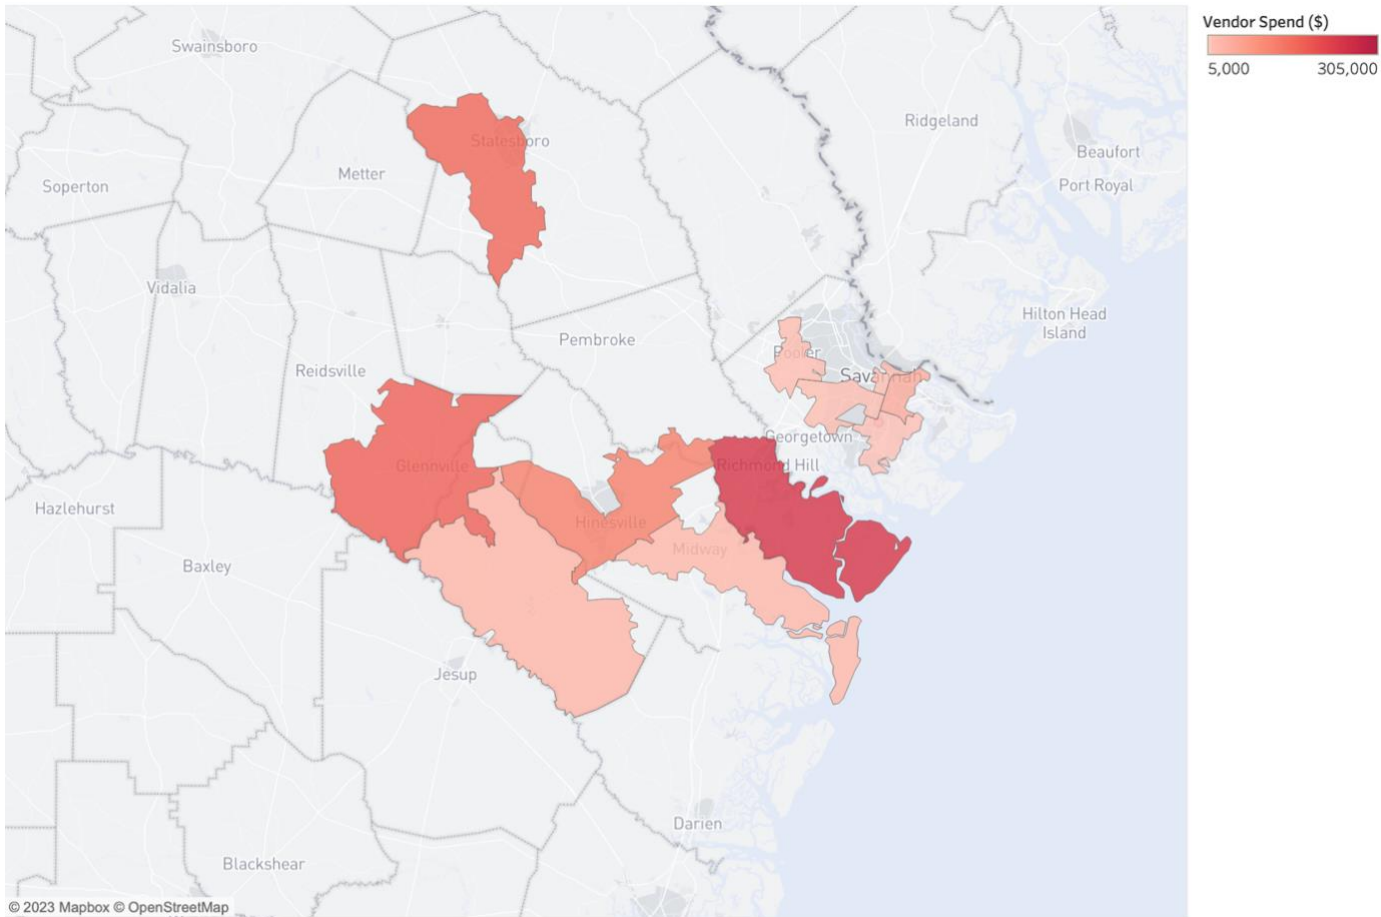 Vendor Spend ($)
5,000 305,000
Swainsboro
Ridgeland
Statesboro
Beaufort
Metter
Port Royal
Soperton
Vidalia
Hilton Head
Island
Pembroke
Pooler
Reidsville
Savannah
Georgetown
Glennville
Richmond Hill
Hazlehurst
Hinesville
Midway
Baxley
Jesup
Darien
Blackshear
© 2023 Mapbox © OpenStreetMap